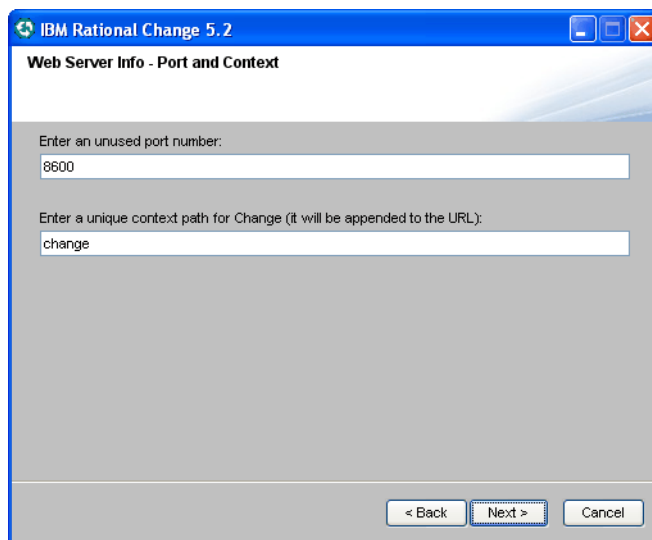 IBM Rational Change 5.2
Web Server Info - Port and Context
Enter an unused port number:
8600
Enter a unique context path for Change (it will be appended to the URL):
change
< Back
Next >
Cancel